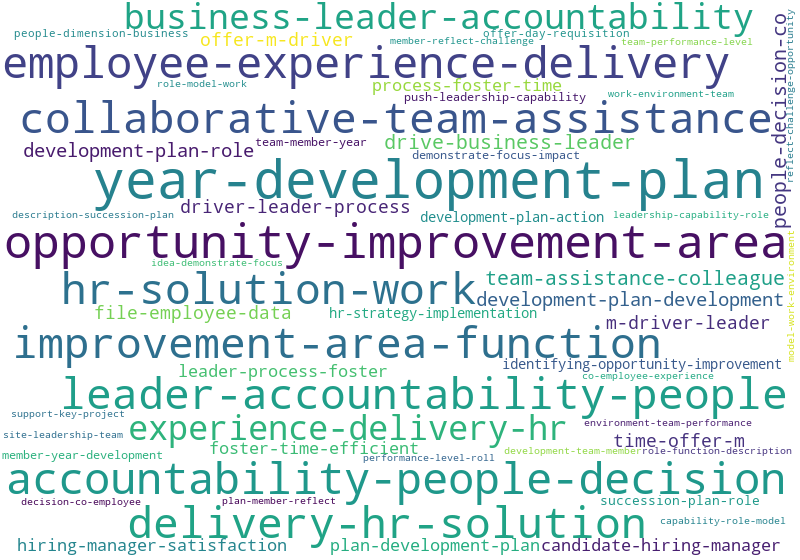 business-leader-accountability
people-dimension-business
offer-m-driver
member-reflect-challenge
offer-day-requisition
team-performance-level
employee-experience-delivery
role-model-work
process-foster-time
push-leadership-capability
work-environment-team
people-decision-co
reflect-challenge-opportunity
collaborative-team-assistance
development-plan-role
team-member-year
drive-business-leader
demonstrate-focus-impact
year-development-plan
description-succession-plan
driver-leader-process
development-plan-action
leadership-capability-role
opportunity-improvement-area
idea-demonstrate-focus
hr-solution-work
team-assistance-colleague
development-plan-development
model-work-environment
file-employee-data
hr-strategy-implementation
m-driver-leader
improvement-area-function
leader-process-foster
identifying-opportunity-improvement
co-employee-experience
leader-accountability-people
support-key-project
experience-delivery-hr
environment-team-performance
site-leadership-team
time-offer-m
member-year-development
foster-time-efficient
performance-level-roll
development-team-member
role-function-description
accountability-people-decision
decision-co-employee
plan-member-reflect
succession-plan-role
delivery-hr-solution
capability-role-model
hiring-manager-satisfaction
plan-development-plan
candidate-hiring-manager